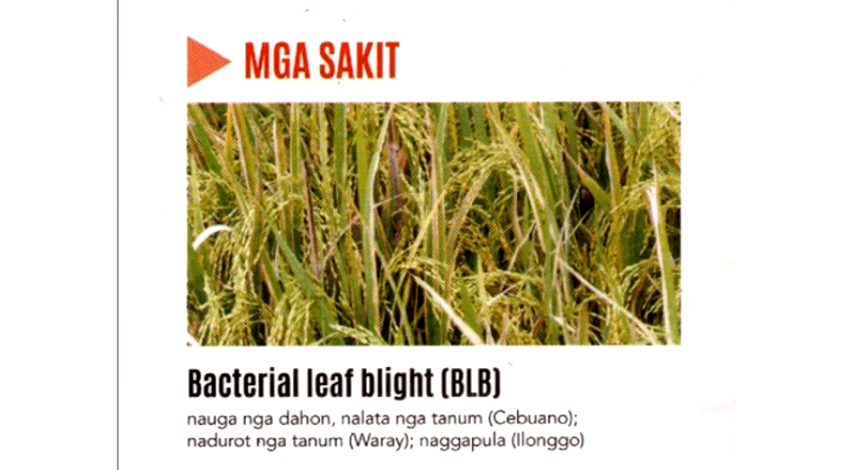 MGA SAKIT
Bacterial leaf blight (BLB)
nauga nga dahon, nalata nga tanum (Cebuano);
nadurot nga tanum (Waray); naggapula (Ilonggo)